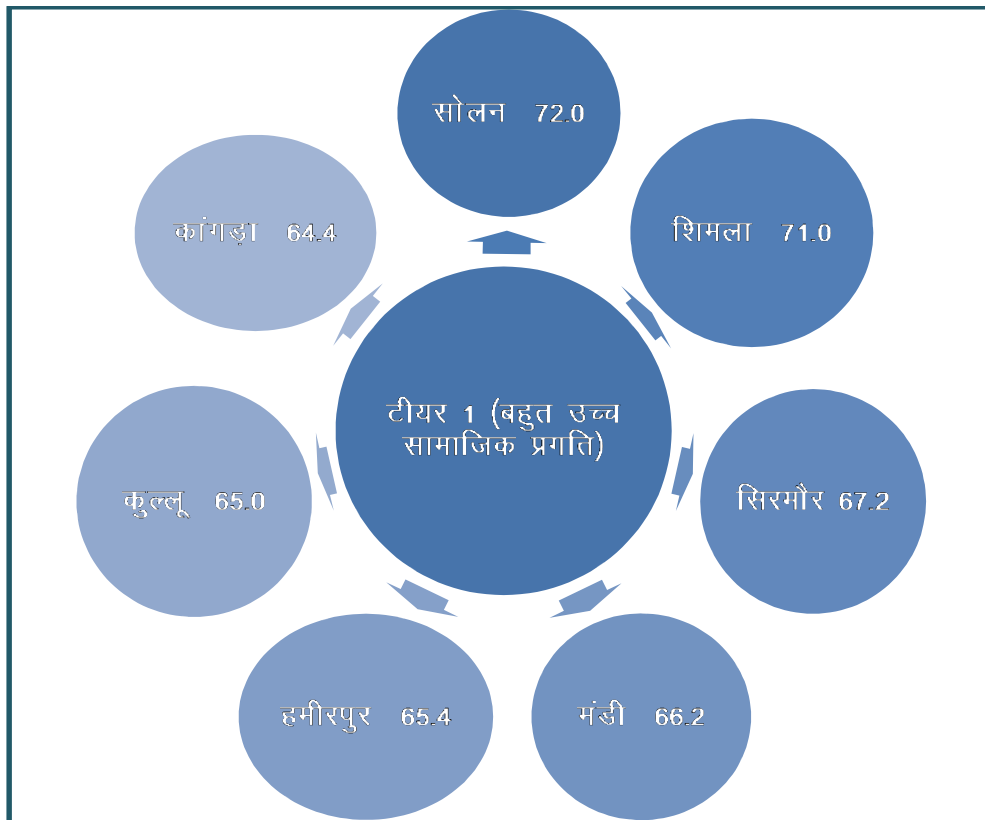 सोलन 72.0
शिमला 71.0
सिरमौर 67.2
मंडी 66.2
हमीरपुर 65.4
कुल्लू 65.0
कांगड़ा 64.4
टीयर 1 (बहुत उच्च
सामाजिक प्रगति)